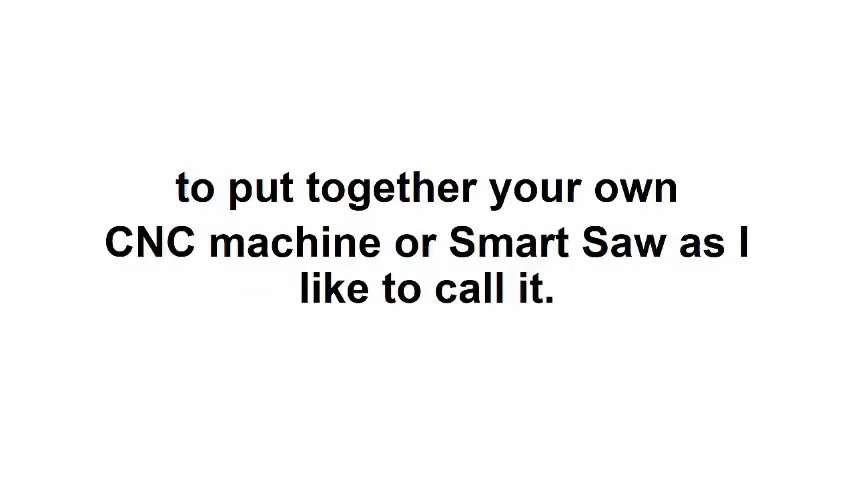 to put together your own
CNC machine or Smart Saw as I
like to call it.